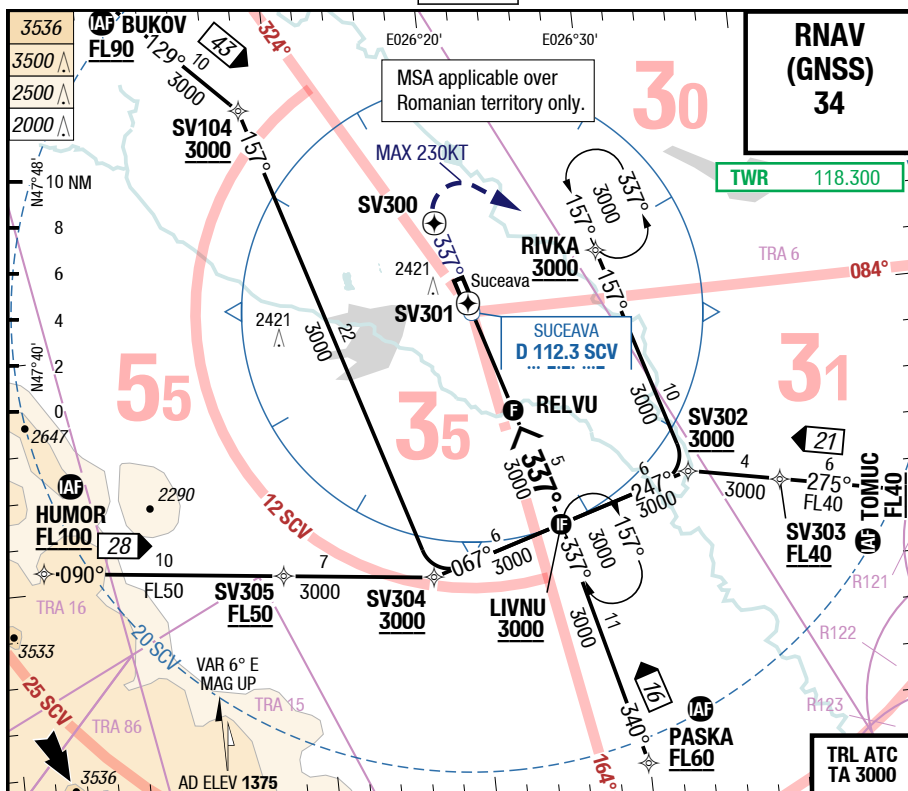 3536
3500
2500
2000
IAF BUKOV
FL90
129°
10
3000
43
324°
E026°20'
E026°30'
MSA applicable over
Romanian territory only.
30
RNAV
(GNSS)
34
TWR 118.300
SV104
3000
157°
MAX 230KT
SV300
337°
2421
Suceava
SV301
337°
3000
157°
RIVKA
3000
157°
TRA 6
084°
N47°48'
10 NM
8
6
4
2
0
N47°40'
2421
22
3000
SUCEAVA
D 112.3 SCV
55
35
31
F RELVU
10
3000
SV302
3000
21
2647
IAF
HUMOR
FL100
2290
28
12 SCV
5
3000
337°
6
247°
3000
4
3000
6
275°
FL40
IAF TOMUC
FL40
SV303
FL40
IF
157°
3000
337°
090°
10
FL50
7
3000
067°
6
3000
SV305
FL50
SV304
3000
LIVNU
3000
11
3000
R121
R122
R123
TRA 16
3533
20 SCV
VAR 6° E
MAG UP
25 SCV
TRA 15
TRA 86
16
340°
IAF
PASKA
FL60
3536
AD ELEV 1375
164°
TRL ATC
TA 3000